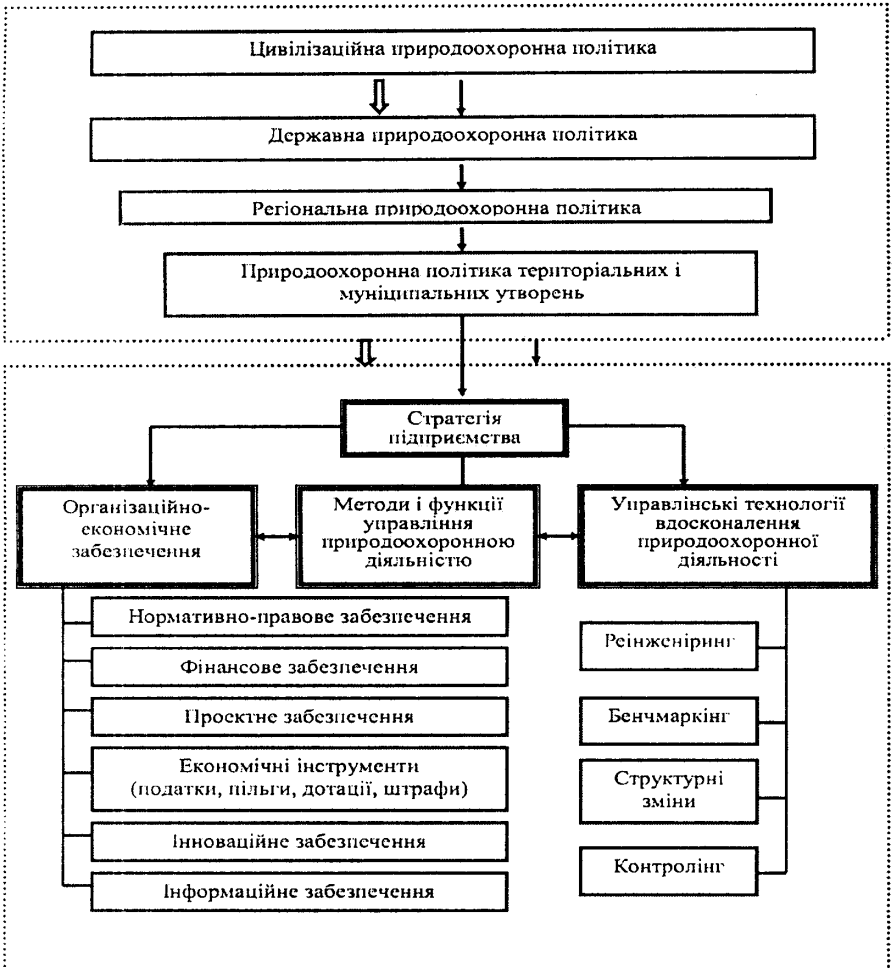 Цивілізаційна природоохоронна політика
Державна природоохоронна політика
Регіональна природоохоронна політика
Природоохоронна політика територіальних і
муніципальних утворень
Стратегія
підприємства
Організаційно-
економічне
забезпечення
Методи і функції
управління
природоохоронною
діяльністю
Управлінські технології
вдосконалення
природоохоронної
діяльності
Нормативно-правове забезпечення
Фінансове забезпечення
Проектне забезпечення
Економічні інструменти
(податки, пільги, дотації, штрафи)
Інноваційне забезпечення
Інформаційне забезпечення
Реінженіринг
Бенчмаркінг
Структурні
зміни
Контролінг